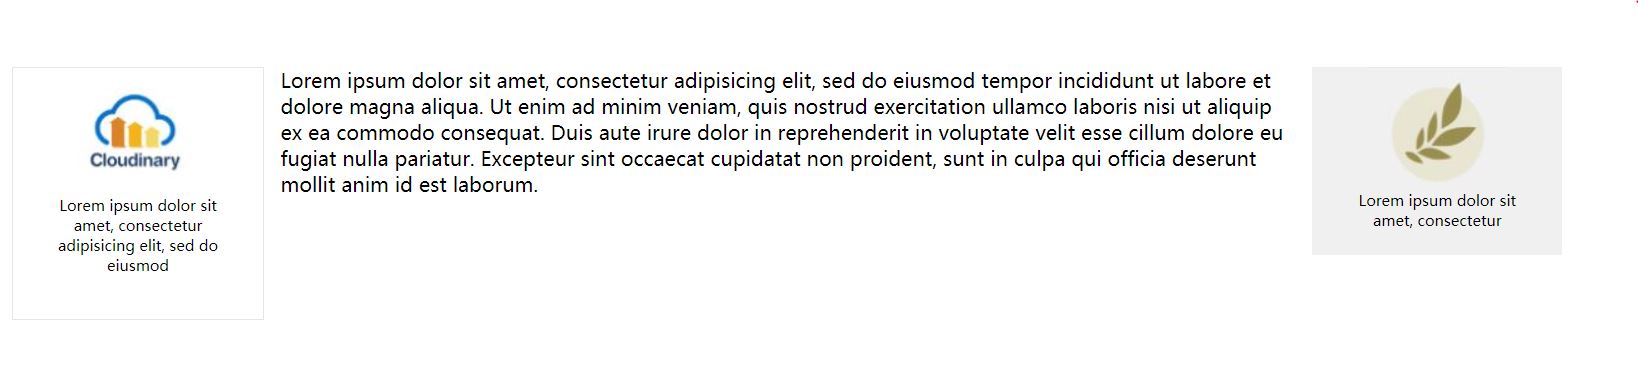 Cloudinary
Lorem ipsum dolor sit
amet, consectetur
adipisicing elit, sed do
eiusmod
Lorem ipsum dolor sit amet, consectetur adipisicing elit, sed do eiusmod tempor incididunt ut labore et
dolore magna aliqua. Ut enim ad minim veniam, quis nostrud exercitation ullamco laboris nisi ut aliquip
ex ea commodo consequat. Duis aute irure dolor in reprehenderit in voluptate velit esse cillum dolore eu
fugiat nulla pariatur. Excepteur sint occaecat cupidatat non proident, sunt in culpa qui officia deserunt
mollit anim id est laborum.
Lorem ipsum dolor sit
amet, consectetur